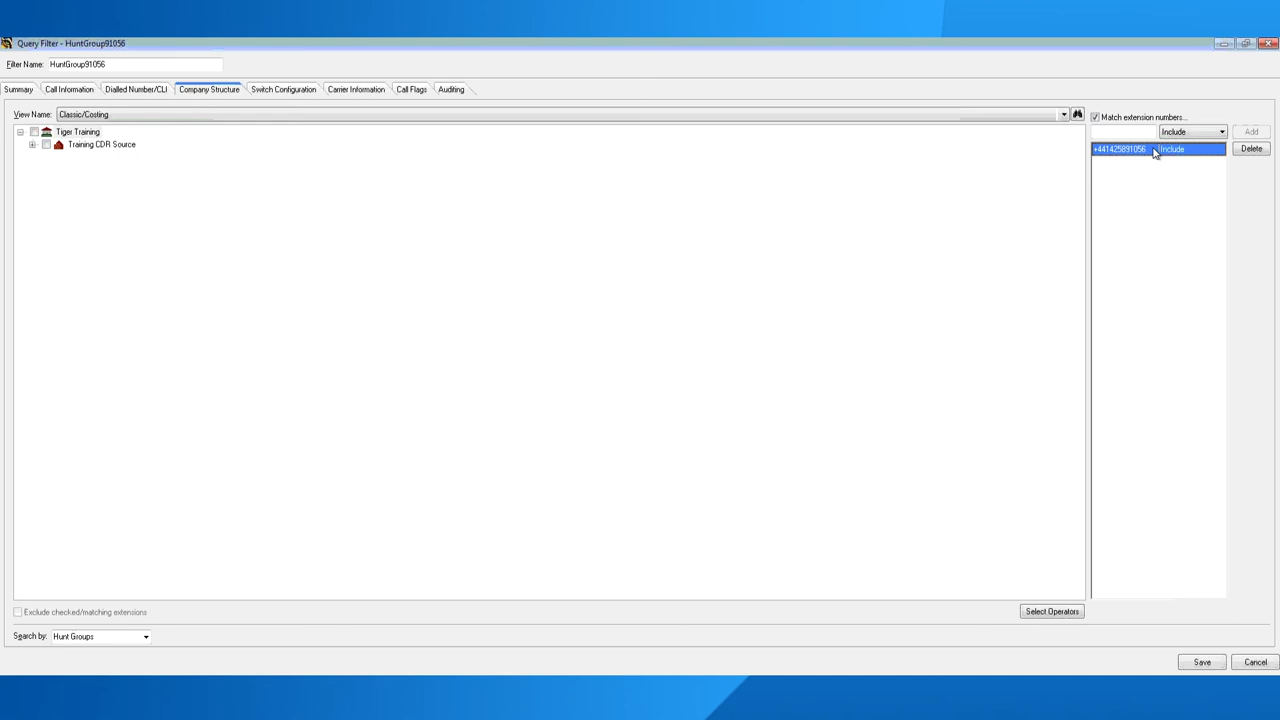 Query Filter - HuntGroup91056
Filter Name: HuntGroup91056
Summary Call Information Dialled Number/CLI Company Structure Switch Configuration Carrier Information Call Flags Auditing
View Name: Classic/Costing
Match extension numbers...
Tiger Training
Include Add
Training CDR Source
+441425891056 Include Delete
Exclude checked/matching extensions
Select Operators
Search by: Hunt Groups
Save Cancel